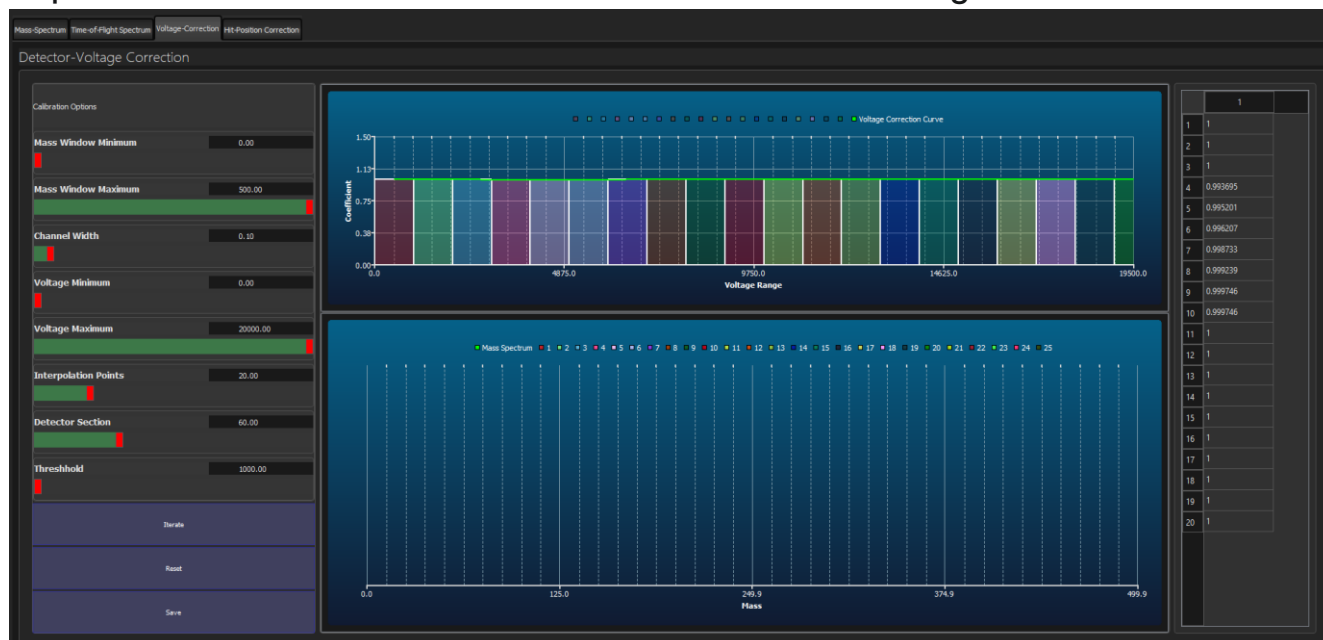 Mass-Spectrum Time-of-Flight Spectrum Voltage-Correction Hit-Position Correction
Detector-Voltage Correction
Calibration Options
Mass Window Minimum 0.00
Mass Window Maximum 500.00
Channel Width 0.10
Voltage Minimum 0.00
Voltage Maximum 20000.00
Interpolation Points 20.00
Detector Section 60.00
Threshhold 1000.00
Iterate
Reset
Save
Voltage Correction Curve
1.50
1.13
0.75
0.38
0.00
Coefficient
0.0 4875.0 9750.0 14625.0 19500.0
Voltage Range
Mass Spectrum 1 2 3 4 5 6 7 8 9 10 11 12 13 14 15 16 17 18 19 20 21 22 23 24 25
0.0 125.0 249.9 374.9 499.9
Mass
1
1 1
2 1
3 1
4 0.993695
5 0.995201
6 0.996207
7 0.998733
8 0.999239
9 0.999746
10 0.999746
11 1
12 1
13 1
14 1
15 1
16 1
17 1
18 1
19 1
20 1